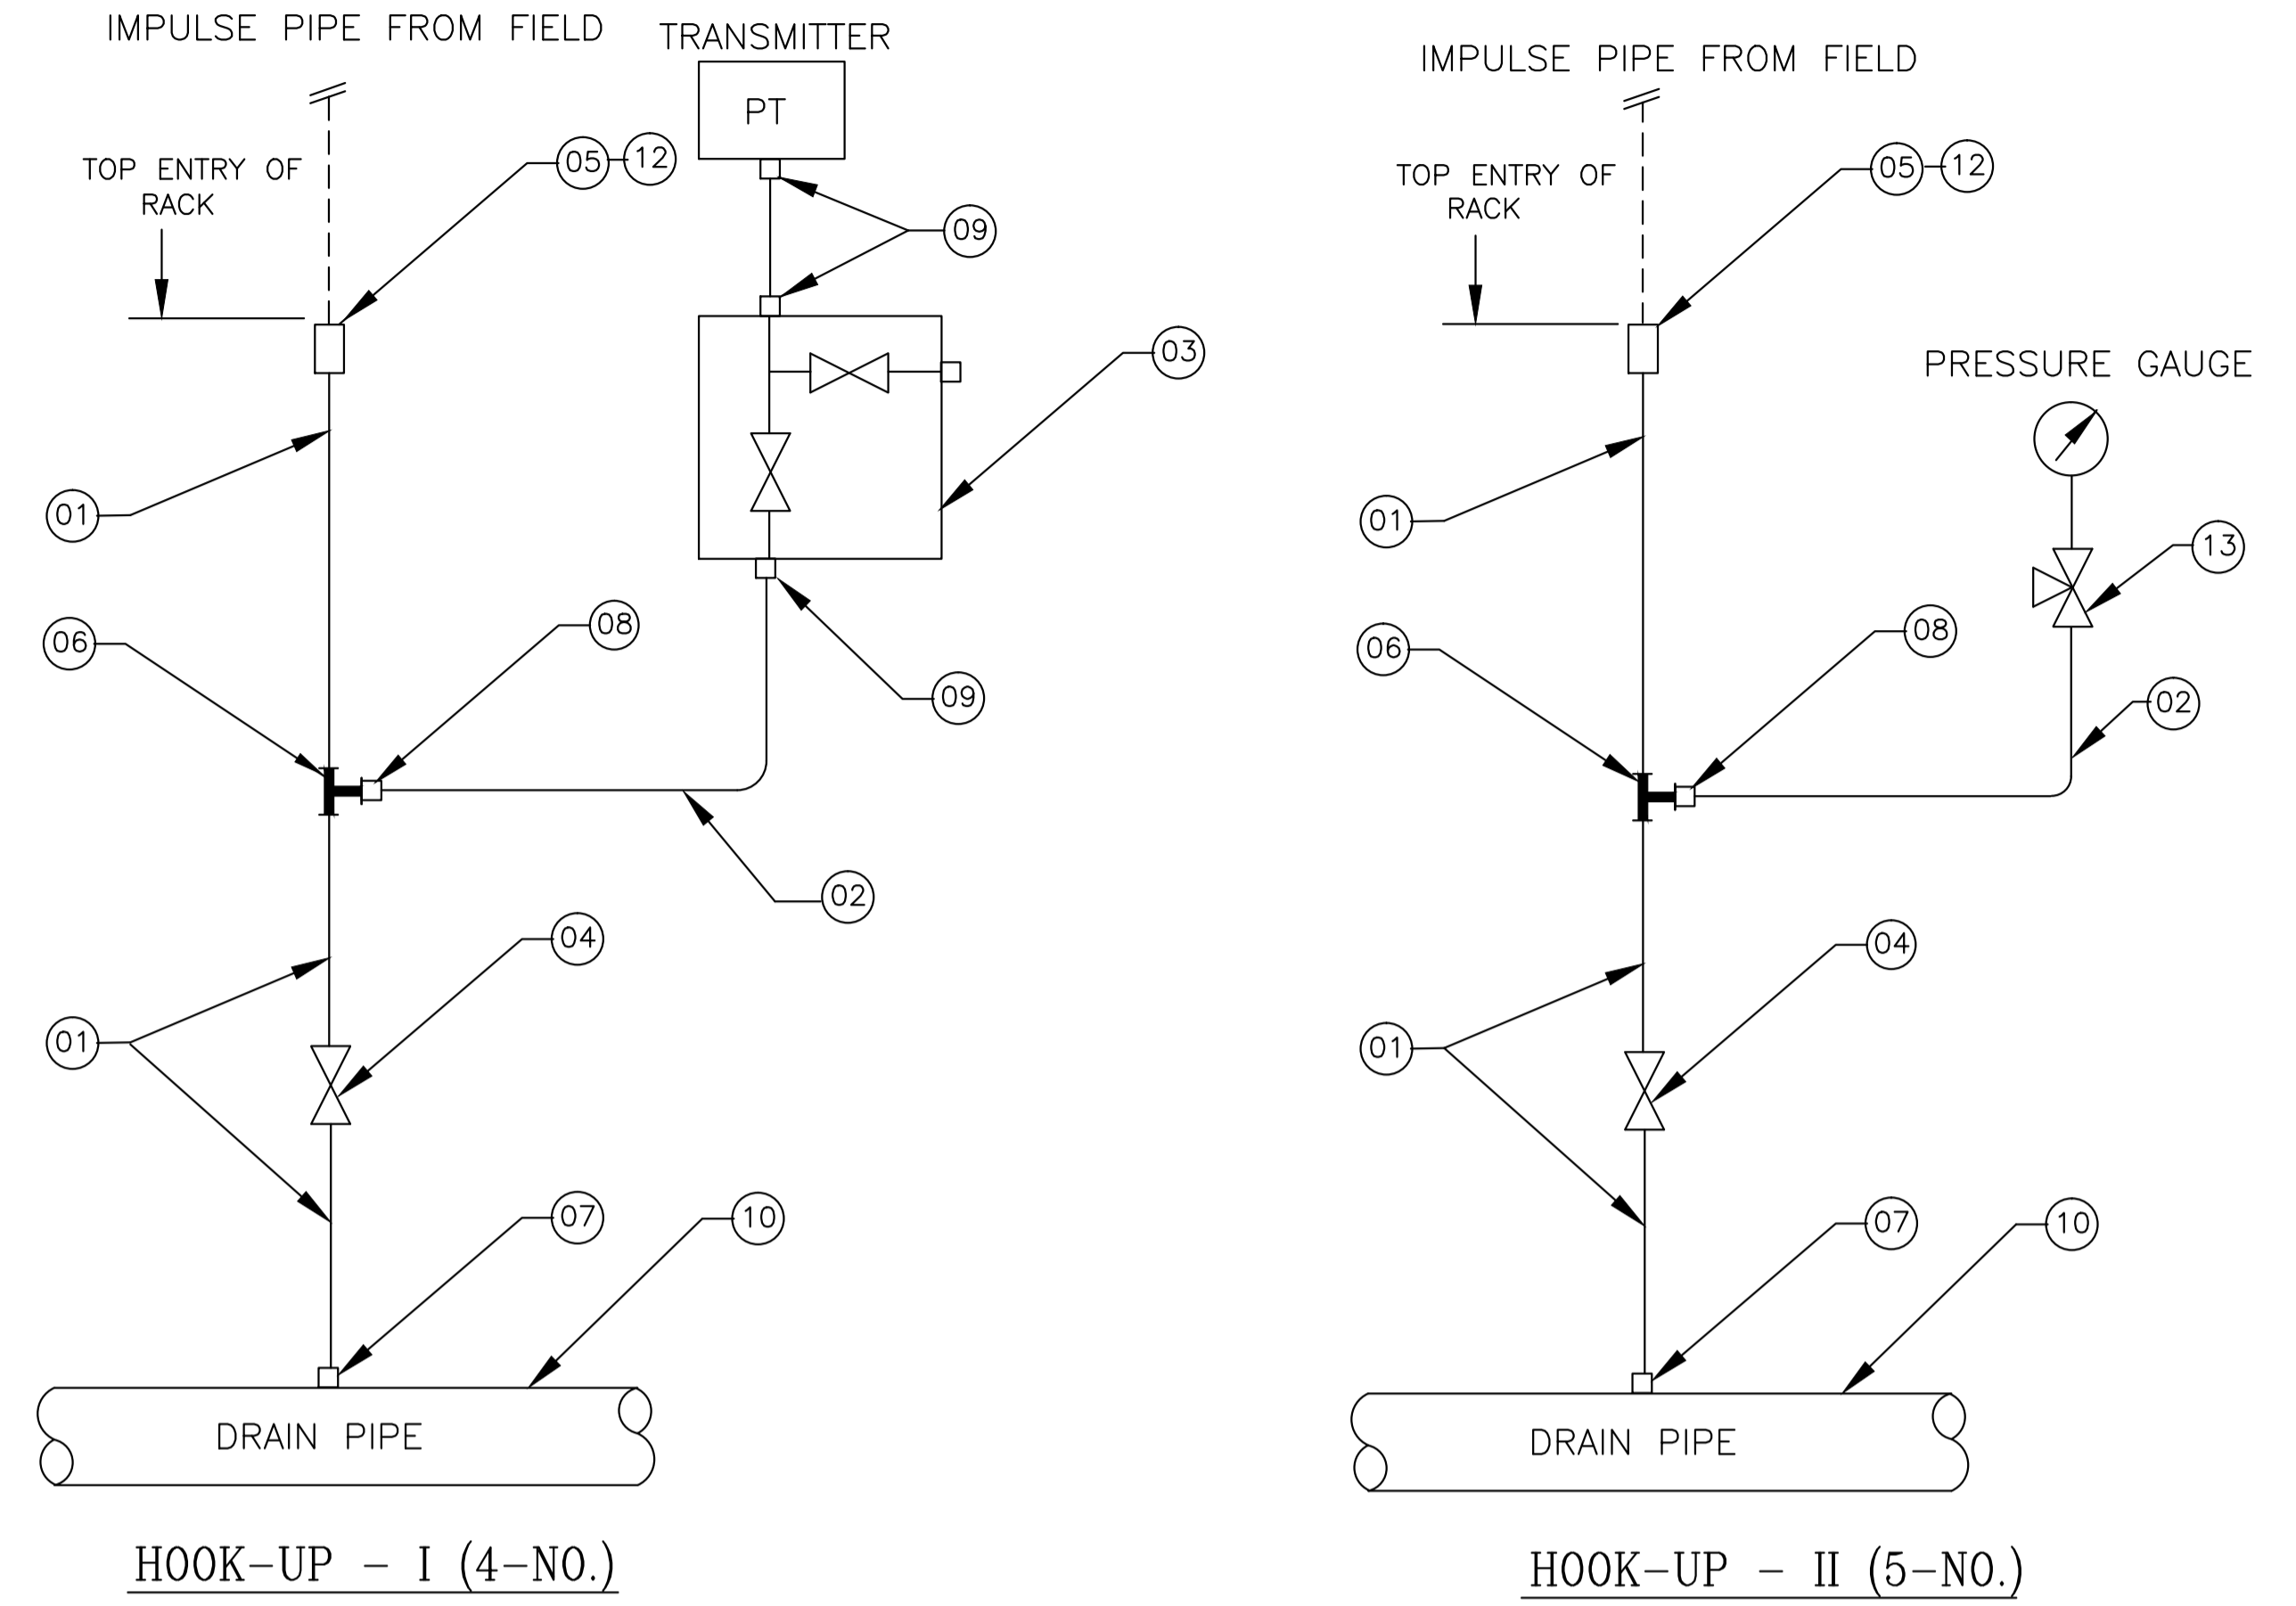 IMPULSE PIPE FROM FIELD
TRANSMITTER
PT
TOP ENTRY OF
RACK
05
12
09
03
01
06
08
09
02
04
01
07
10
DRAIN PIPE
HOOK-UP - I (4-NO.)
IMPULSE PIPE FROM FIELD
TOP ENTRY OF
RACK
05
12
PRESSURE GAUGE
01
13
06
08
02
04
01
07
10
DRAIN PIPE
HOOK-UP - II (5-NO.)